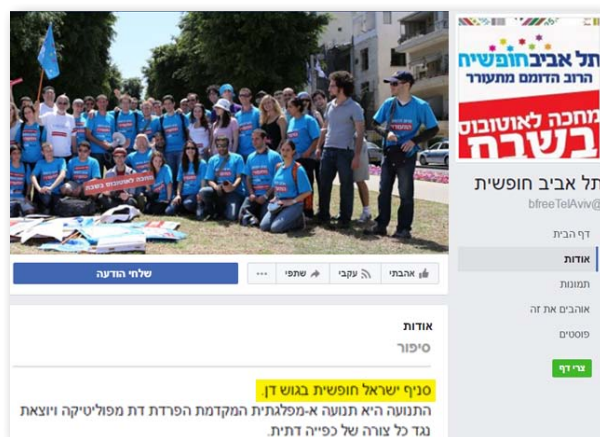 תל אביב חופשית
הרוב הדומם מתעורר
מחכה לאוטובוס
בשבת
תל אביב חופשית
@bfreeTelAviv
דף הבית
אודות
תמונות
אוהבים את זה
פוסטים
צרי דף
מחכה לאוטובוס בשבת
אהבתי
עקבי
שתפי
...
שלחי הודעה
אודות
סיפור
סניף ישראל חופשית בגוש דן.
התנועה היא תנועה א-מפלגתית המקדמת הפרדת דת מפוליטיקה ויוצאת
נגד כל צורה של כפייה דתית.